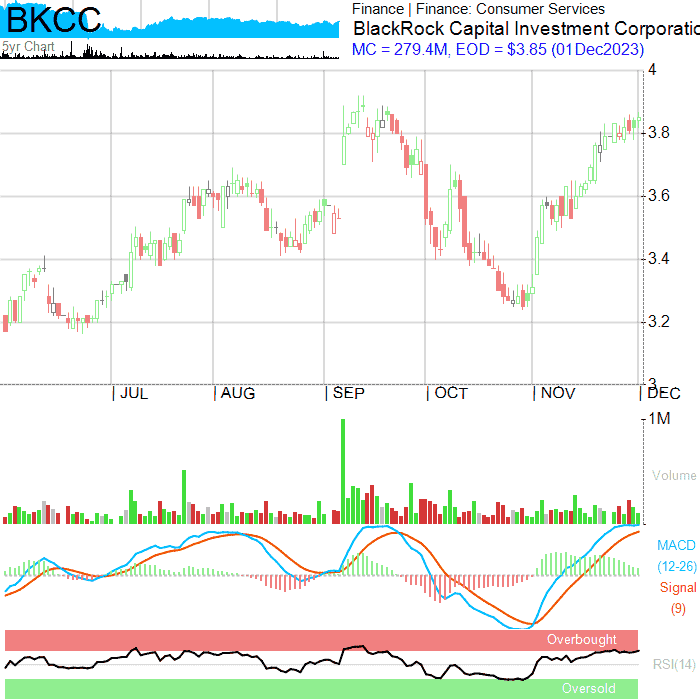 BKCC
5yr Chart
Finance | Finance: Consumer Services
BlackRock Capital Investment Corporatio
MC = 279.4M, EOD = $3.85 (01Dec2023)
4
3.8
3.6
3.4
3.2
3
| JUL | AUG | SEP | OCT | NOV | DEC
1M
Volume
MACD
(12-26)
Signal
(9)
Overbought
RSI(14)
Oversold